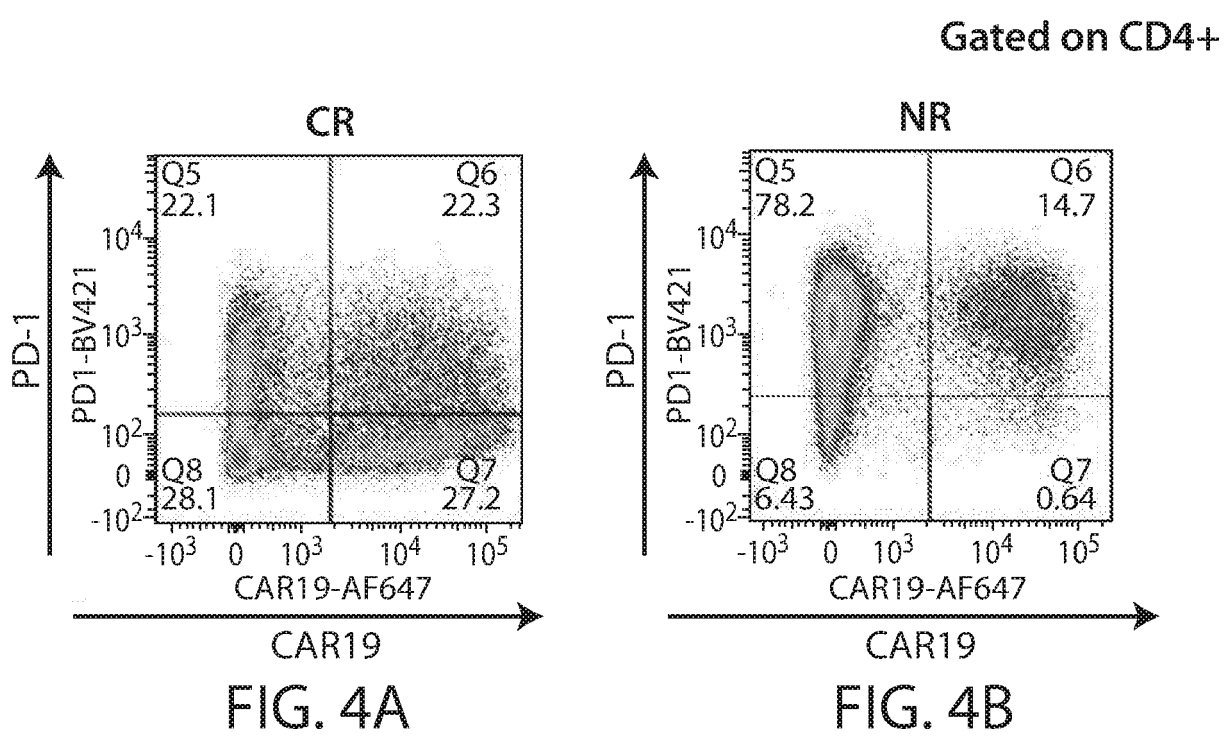 Gated on CD4+
CR
Q5
22.1
Q6
22.3
Q8
28.1
Q7
27.2
10^4
10^3
10^2
0
-10^2
PD-1
PD1-BV421
-10^3 0 10^3 10^4 10^5
CAR19-AF647
CAR19
FIG. 4A
NR
Q5
78.2
Q6
14.7
Q8
6.43
Q7
0.64
10^4
10^3
10^2
0
-10^2
PD-1
PD1-BV421
-10^3 0 10^3 10^4 10^5
CAR19-AF647
CAR19
FIG. 4B